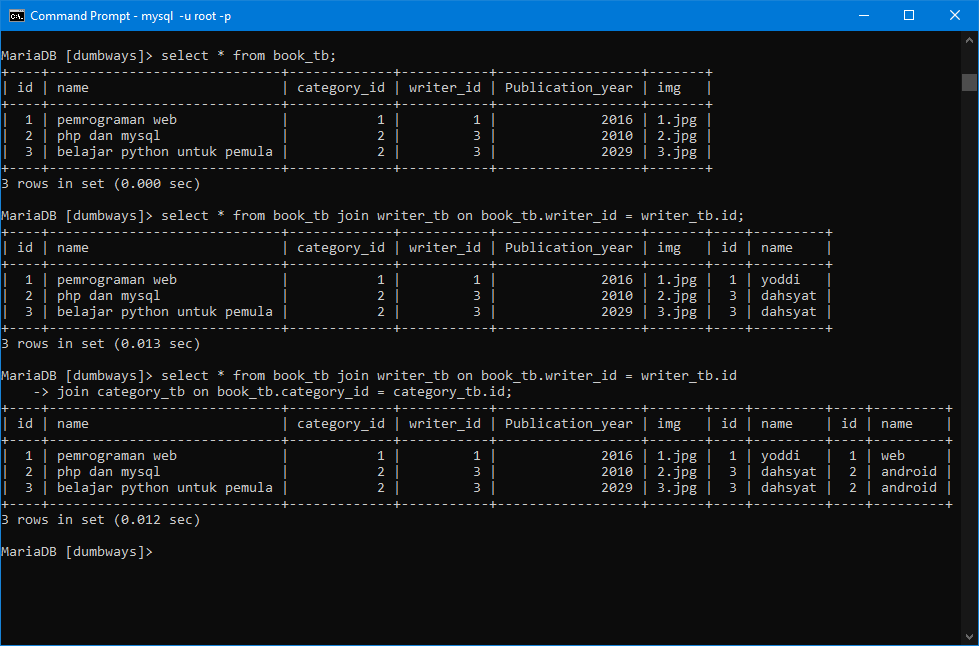 Command Prompt - mysql -u root -p
MariaDB [dumbways]> select * from book_tb;
+----+-----------------------------+-------------+-----------+------------------+-------+
| id | name                        | category_id | writer_id | Publication_year | img   |
+----+-----------------------------+-------------+-----------+------------------+-------+
|  1 | pemrograman web             |           1 |         1 |             2016 | 1.jpg |
|  2 | php dan mysql               |           2 |         3 |             2010 | 2.jpg |
|  3 | belajar python untuk pemula |           2 |         3 |             2029 | 3.jpg |
+----+-----------------------------+-------------+-----------+------------------+-------+
3 rows in set (0.000 sec)
MariaDB [dumbways]> select * from book_tb join writer_tb on book_tb.writer_id = writer_tb.id;
+----+-----------------------------+-------------+-----------+------------------+-------+----+---------+
| id | name                        | category_id | writer_id | Publication_year | img   | id | name    |
+----+-----------------------------+-------------+-----------+------------------+-------+----+---------+
|  1 | pemrograman web             |           1 |         1 |             2016 | 1.jpg |  1 | yoddi   |
|  2 | php dan mysql               |           2 |         3 |             2010 | 2.jpg |  3 | dahsyat |
|  3 | belajar python untuk pemula |           2 |         3 |             2029 | 3.jpg |  3 | dahsyat |
+----+-----------------------------+-------------+-----------+------------------+-------+----+---------+
3 rows in set (0.013 sec)
MariaDB [dumbways]> select * from book_tb join writer_tb on book_tb.writer_id = writer_tb.id
    -> join category_tb on book_tb.category_id = category_tb.id;
+----+-----------------------------+-------------+-----------+------------------+-------+----+---------+----+---------+
| id | name                        | category_id | writer_id | Publication_year | img   | id | name    | id | name    |
+----+-----------------------------+-------------+-----------+------------------+-------+----+---------+----+---------+
|  1 | pemrograman web             |           1 |         1 |             2016 | 1.jpg |  1 | yoddi   |  1 | web     |
|  2 | php dan mysql               |           2 |         3 |             2010 | 2.jpg |  3 | dahsyat |  2 | android |
|  3 | belajar python untuk pemula |           2 |         3 |             2029 | 3.jpg |  3 | dahsyat |  2 | android |
+----+-----------------------------+-------------+-----------+------------------+-------+----+---------+----+---------+
3 rows in set (0.012 sec)
MariaDB [dumbways]>